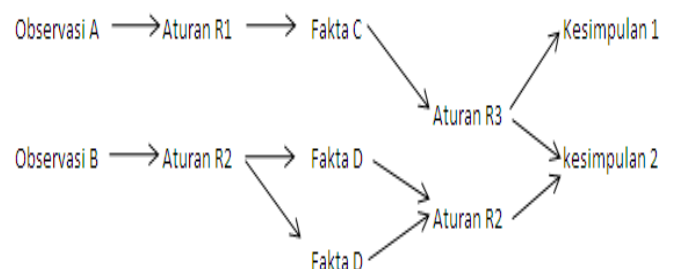 Observasi A Aturan R1 Fakta C Kesimpulan 1
Aturan R3
Observasi B Aturan R2 Fakta D kesimpulan 2
Aturan R2
Fakta D